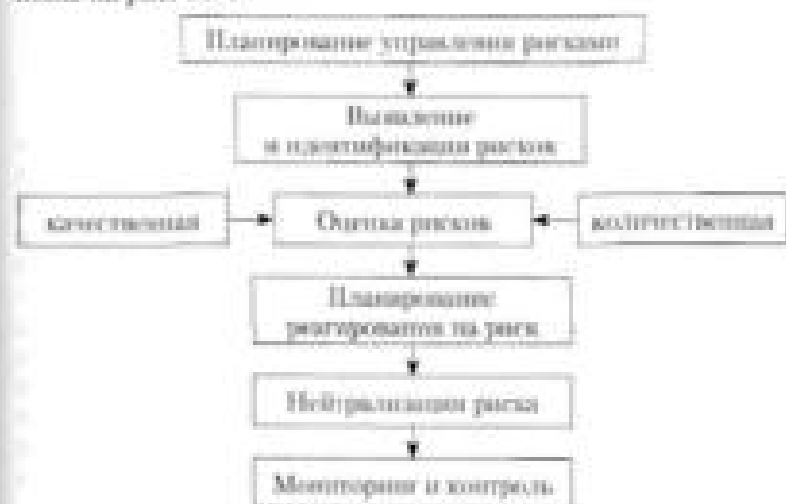 Планирование управления рисками
Выявление
и идентификация рисков
качественная
Оценка рисков
количественная
Планирование
реагирования на риск
Нейтрализация риска
Мониторинг и контроль